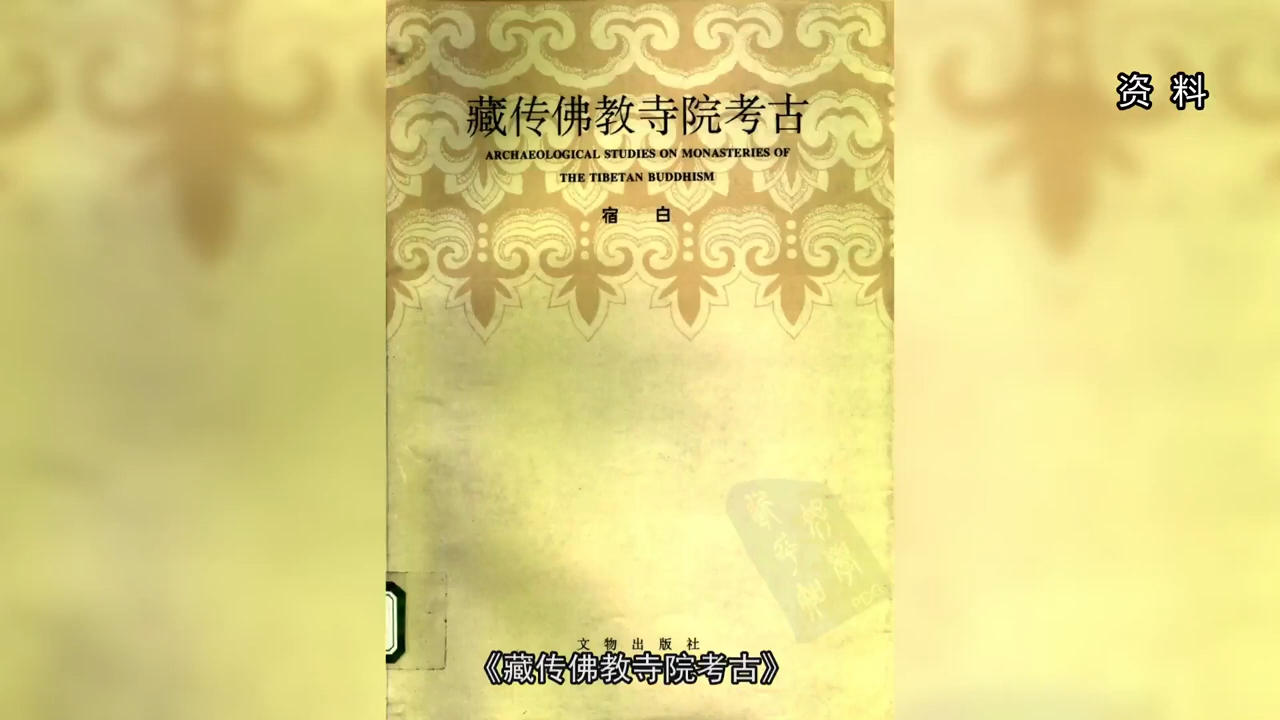 资 料
藏传佛教寺院考古
ARCHAEOLOGICAL STUDIES ON MONASTERIES OF
THE TIBETAN BUDDHISM
宿 白
文 物 出 版 社
《藏传佛教寺院考古》